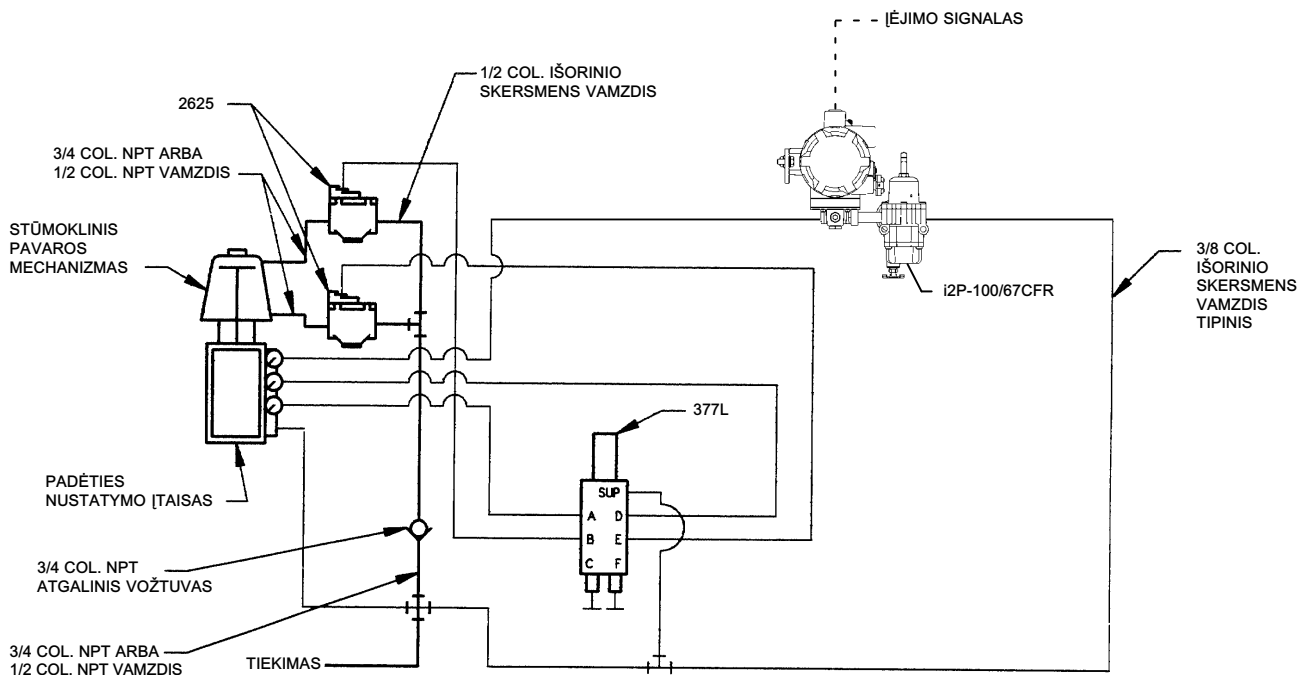 ĮĖJIMO SIGNALAS
1/2 COL. IŠORINIO
SKERSMENS VAMZDIS
2625
3/4 COL. NPT ARBA
1/2 COL. NPT VAMZDIS
STŪMOKLINIS
PAVAROS
MECHANIZMAS
3/8 COL.
IŠORINIO
SKERSMENS
VAMZDIS
TIPINIS
i2P-100/67CFR
377L
PADĖTIES
NUSTATYMO ĮTAISAS
SUP
A D
B E
C F
3/4 COL. NPT
ATGALINIS VOŽTUVAS
3/4 COL. NPT ARBA
1/2 COL. NPT VAMZDIS
TIEKIMAS